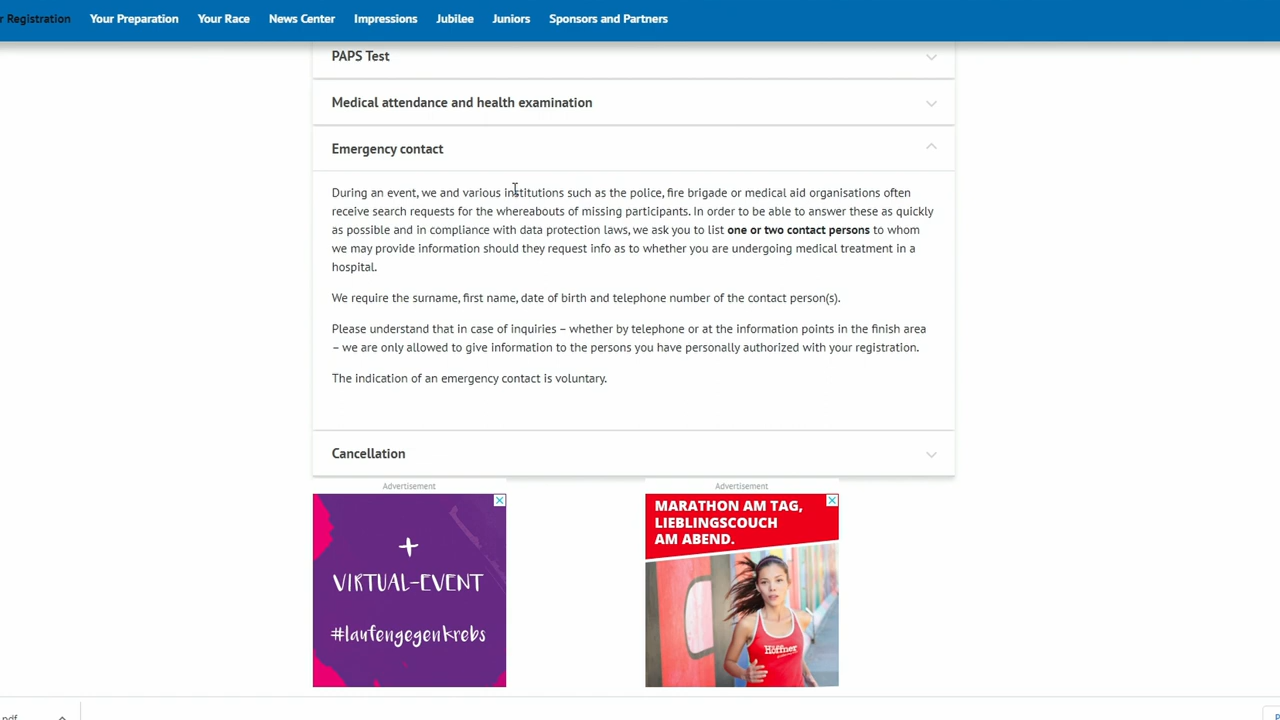 r Registration
Your Preparation
Your Race
News Center
Impressions
Jubilee
Juniors
Sponsors and Partners
PAPS Test
Medical attendance and health examination
Emergency contact
During an event, we and various institutions such as the police, fire brigade or medical aid organisations often
receive search requests for the whereabouts of missing participants. In order to be able to answer these as quickly
as possible and in compliance with data protection laws, we ask you to list one or two contact persons to whom
we may provide information should they request info as to whether you are undergoing medical treatment in a
hospital.
We require the surname, first name, date of birth and telephone number of the contact person(s).
Please understand that in case of inquiries – whether by telephone or at the information points in the finish area
– we are only allowed to give information to the persons you have personally authorized with your registration.
The indication of an emergency contact is voluntary.
Cancellation
Advertisement
+
VIRTUAL-EVENT
#laufengegenkrebs
Advertisement
MARATHON AM TAG,
LIEBLINGSCOUCH
AM ABEND.
Höffner
.pdf